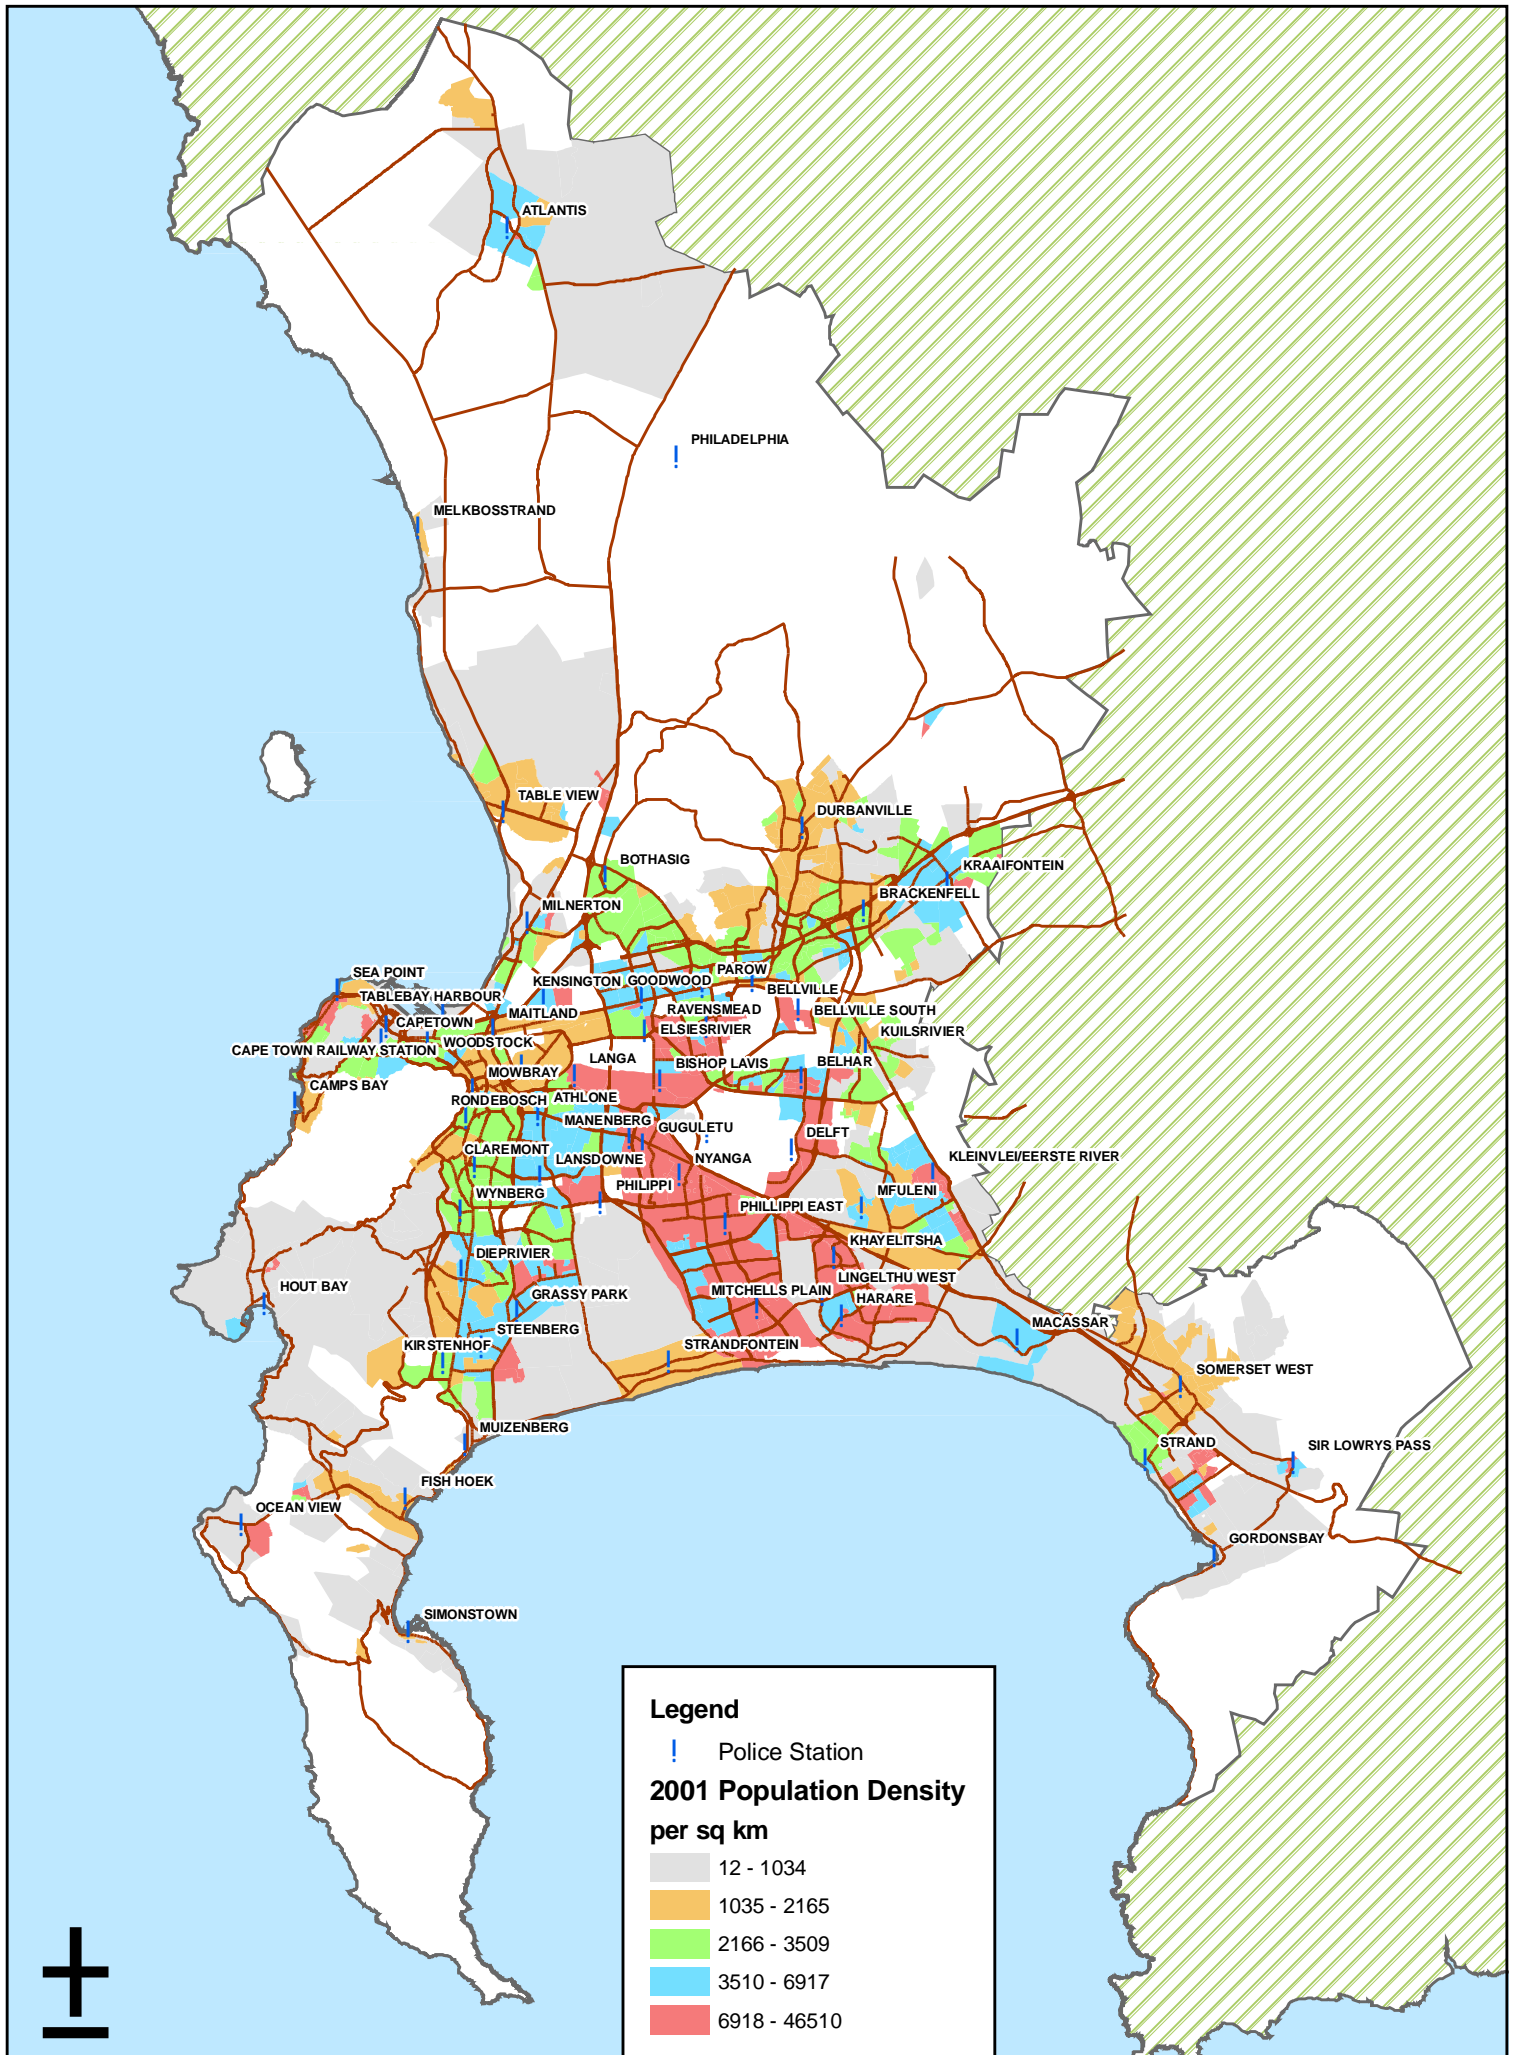 ATLANTIS
PHILADELPHIA
MELKBOSSTRAND
TABLE VIEW
DURBANVILLE
BOTHASIG
KRAAIFONTEIN
BRACKENFELL
MILNERTON
SEA POINT
PAROW
KENSINGTON
GOODWOOD
BELLVILLE
TABLEBAY HARBOUR
MAITLAND
RAVENSMEAD
BELLVILLE SOUTH
CAPETOWN
ELSIESRIVIER
KUILSRIVIER
WOODSTOCK
CAPE TOWN RAILWAY STATION
LANGA
BISHOP LAVIS
BELHAR
MOWBRAY
CAMPS BAY
RONDEBOSCH
ATHLONE
MANENBERG
GUGULETU
DELFT
CLAREMONT
LANSDOWNE
NYANGA
KLEINVLEI/EERSTE RIVER
WYNBERG
PHILIPPI
MFULENI
PHILLIPPI EAST
KHAYELITSHA
DIEPRIVIER
HOUT BAY
GRASSY PARK
MITCHELLS PLAIN
LINGELTHU WEST
HARARE
STEENBERG
MACASSAR
KIRSTENHOF
STRANDFONTEIN
SOMERSET WEST
MUIZENBERG
STRAND
SIR LOWRYS PASS
FISH HOEK
OCEAN VIEW
GORDONSBAY
SIMONSTOWN
Legend
Police Station
2001 Population Density
per sq km
12 - 1034
1035 - 2165
2166 - 3509
3510 - 6917
6918 - 46510